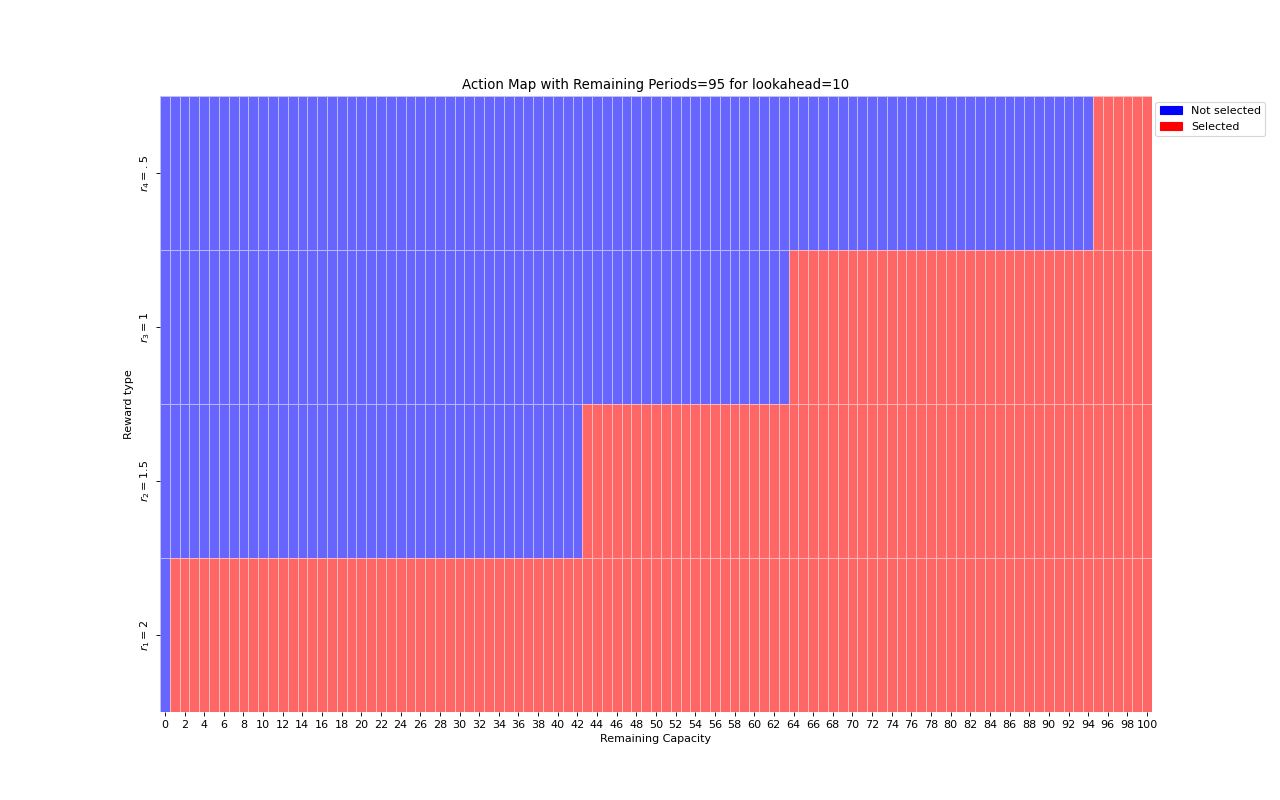 Action Map with Remaining Periods=95 for lookahead=10
Not selected
Selected
r₄ = .5
r₃ = 1
r₂ = 1.5
r₁ = 2
Reward type
0 2 4 6 8 10 12 14 16 18 20 22 24 26 28 30 32 34 36 38 40 42 44 46 48 50 52 54 56 58 60 62 64 66 68 70 72 74 76 78 80 82 84 86 88 90 92 94 96 98 100
Remaining Capacity